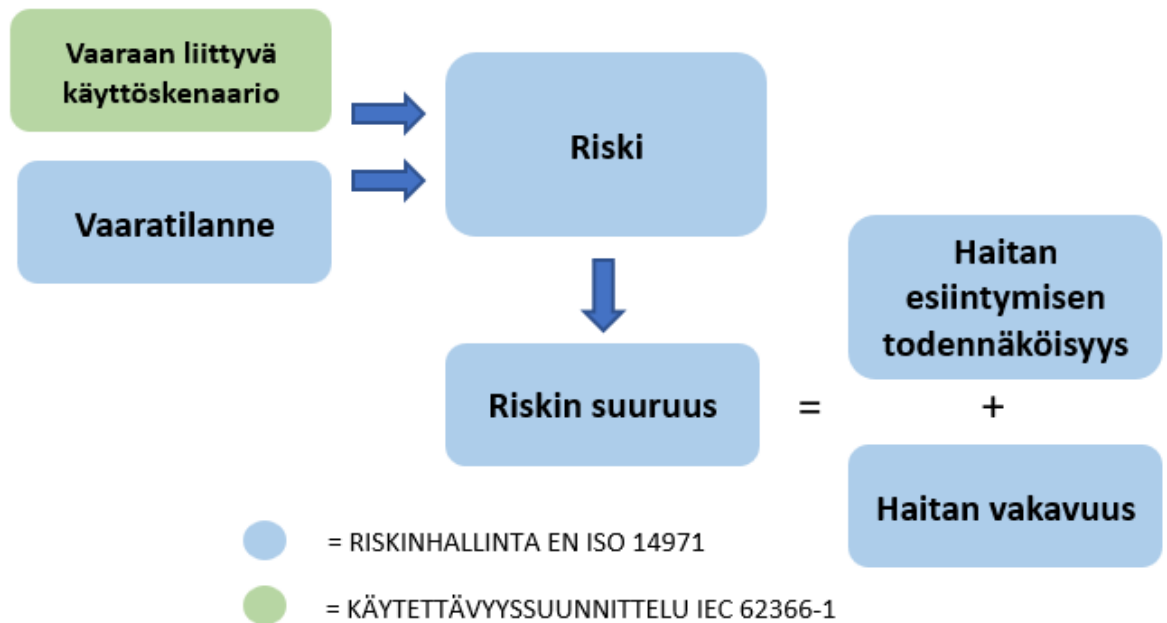 Vaaraan liittyvä
käyttöskenaario
Vaaratilanne
Riski
Riskin suuruus
=
Haitan
esiintymisen
todennäköisyys
+
Haitan vakavuus
= RISKINHALLINTA EN ISO 14971
= KÄYTETTÄVYYSSUUNNITTELU IEC 62366-1